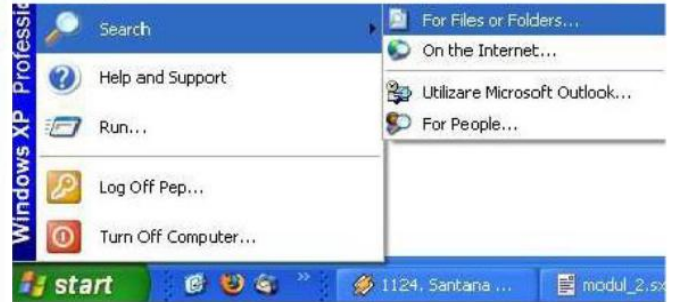 Windows XP Professi
Search
Help and Support
Run...
Log Off Pep...
Turn Off Computer...
For Files or Folders...
On the Internet...
Utilizare Microsoft Outlook...
For People...
start
»
1124. Santana ...
modul_2.sx